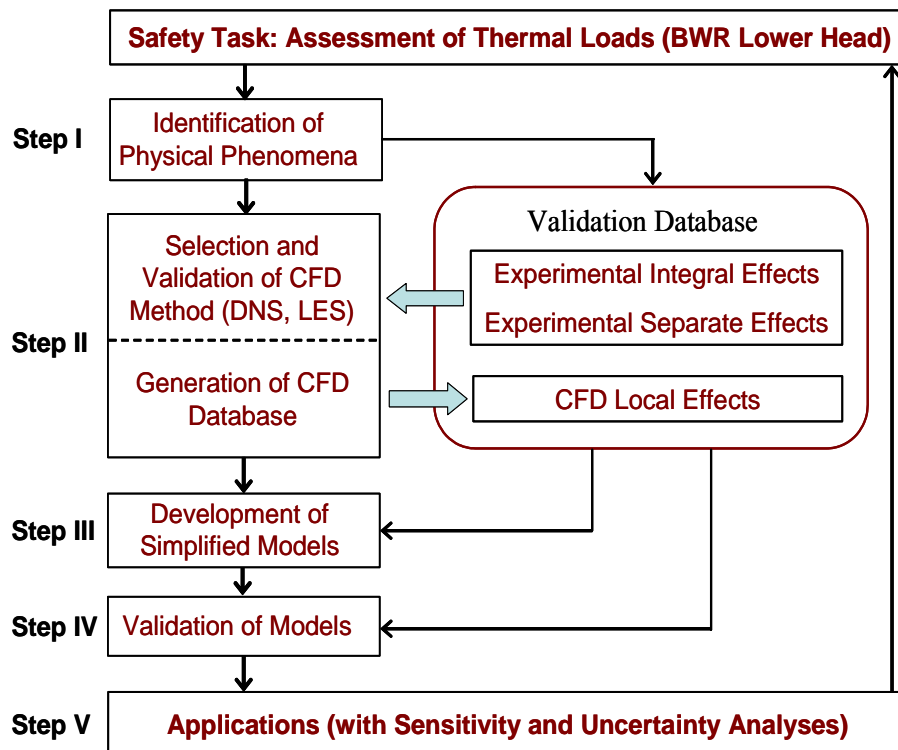 Safety Task: Assessment of Thermal Loads (BWR Lower Head)
Step I
Identification of
Physical Phenomena
Step II
Selection and
Validation of CFD
Method (DNS, LES)
Generation of CFD
Database
Validation Database
Experimental Integral Effects
Experimental Separate Effects
CFD Local Effects
Step III
Development of
Simplified Models
Step IV
Validation of Models
Step V
Applications (with Sensitivity and Uncertainty Analyses)